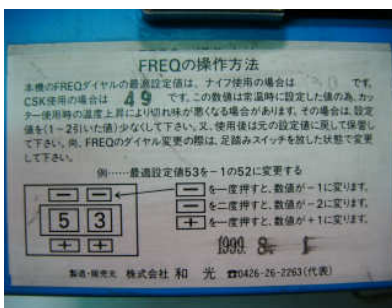 FREQの操作方法
本機のFREQダイヤルの最適設定値は、ナイフ使用の場合は です。
CSK使用の場合は 49 です。この数値は常温時に設定した値の為、カッ
ター使用時の温度上昇により切れ味が悪くなる場合があります。その場合は、設定
値を(1~2引いた値)少なくして下さい。又、使用後は元の設定値に戻して保管し
て下さい。尚、FREQのダイヤル変更の際は、足踏みスイッチを放した状態で変更
して下さい。
例……最適設定値53を-1の52に変更する
- - -を一度押すと、数値が-1に変ります。
5 3 -を二度押すと、数値が-2に変ります。
+ + +を一度押すと、数値が+1に変ります。
1999. 8. 1
製造・販売元 株式会社 和光 ☎0426-26-2263(代表)